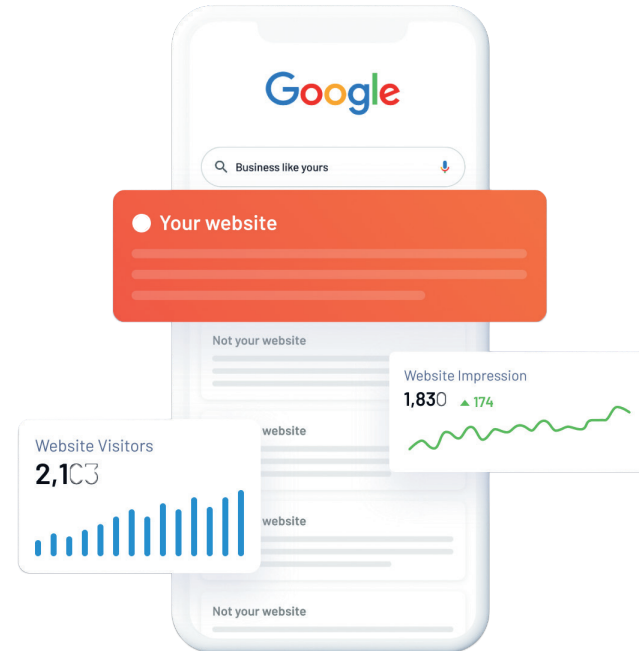 Google
Business like yours
Your website
Not your website
Website Impression
1,830
174
website
Website Visitors
website
Not your website